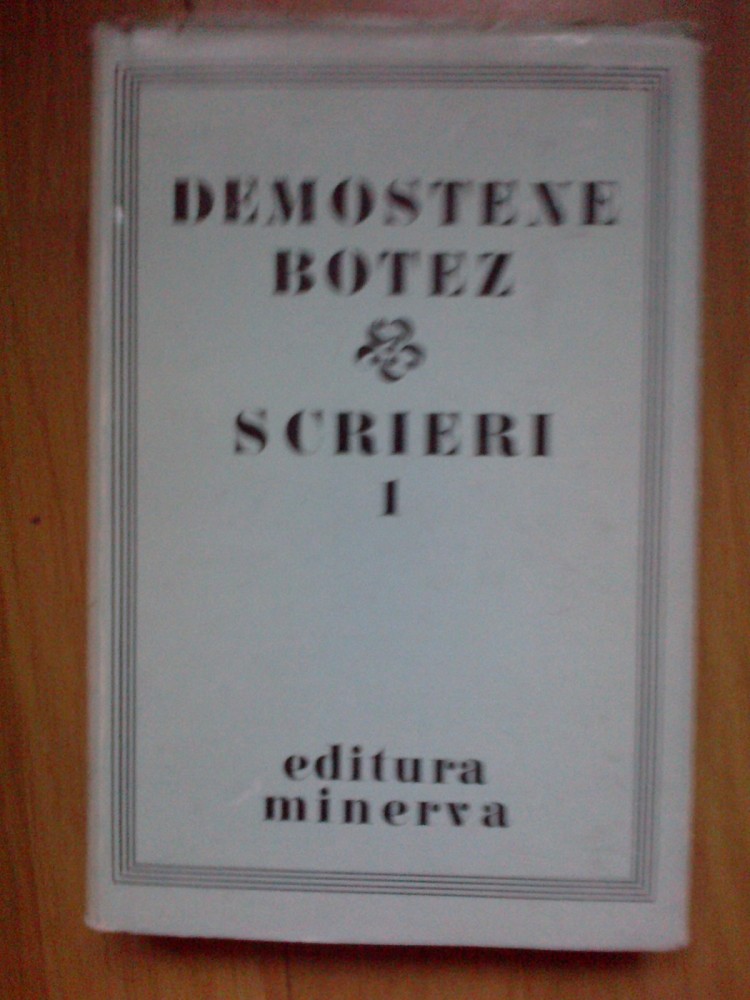 DEMOSTENE
BOTEZ
SCRIERI
1
editura
minerva